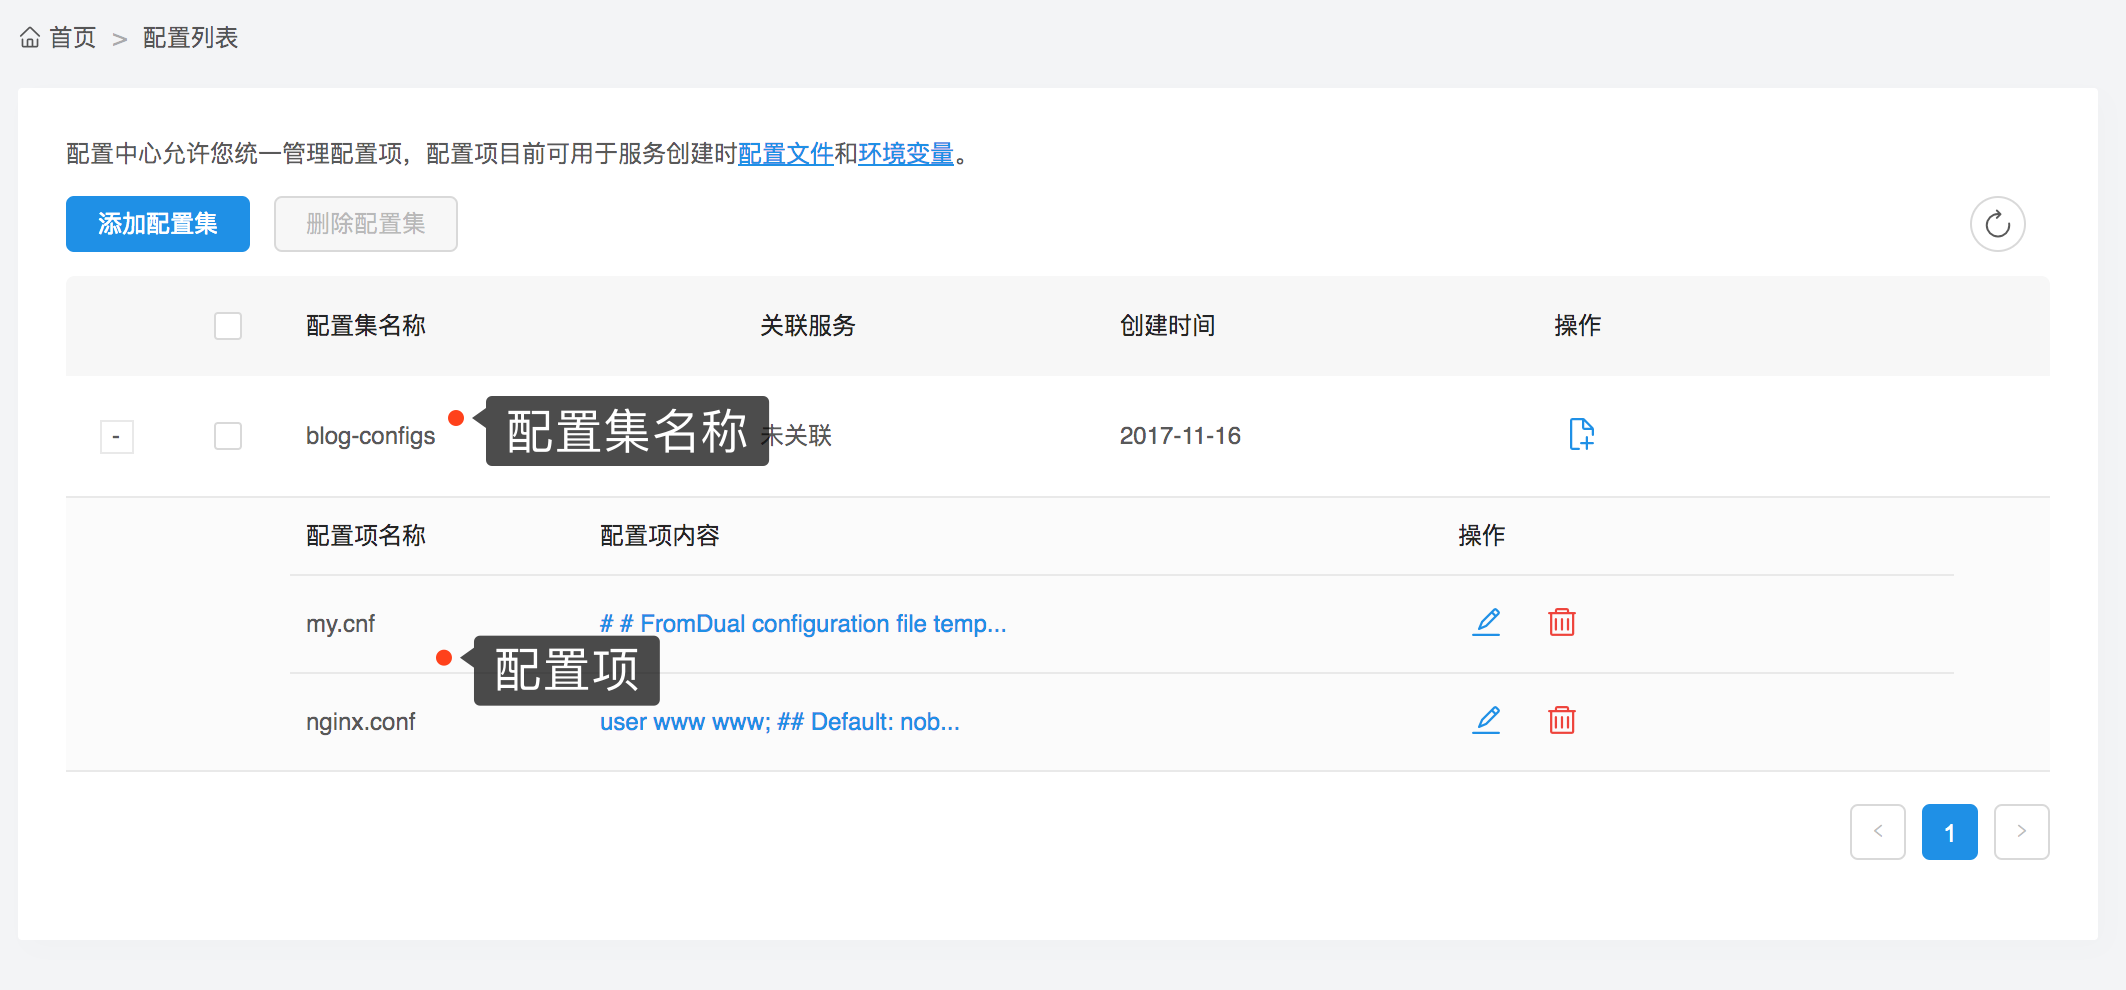 首页 > 配置列表
配置中心允许您统一管理配置项，配置项目前可用于服务创建时配置文件和环境变量。
添加配置集 删除配置集
配置集名称 关联服务 创建时间 操作
- blog-configs 配置集名称 未关联 2017-11-16
配置项名称 配置项内容 操作
my.cnf # # FromDual configuration file temp...
配置项
nginx.conf user www www; ## Default: nob...
< 1 >